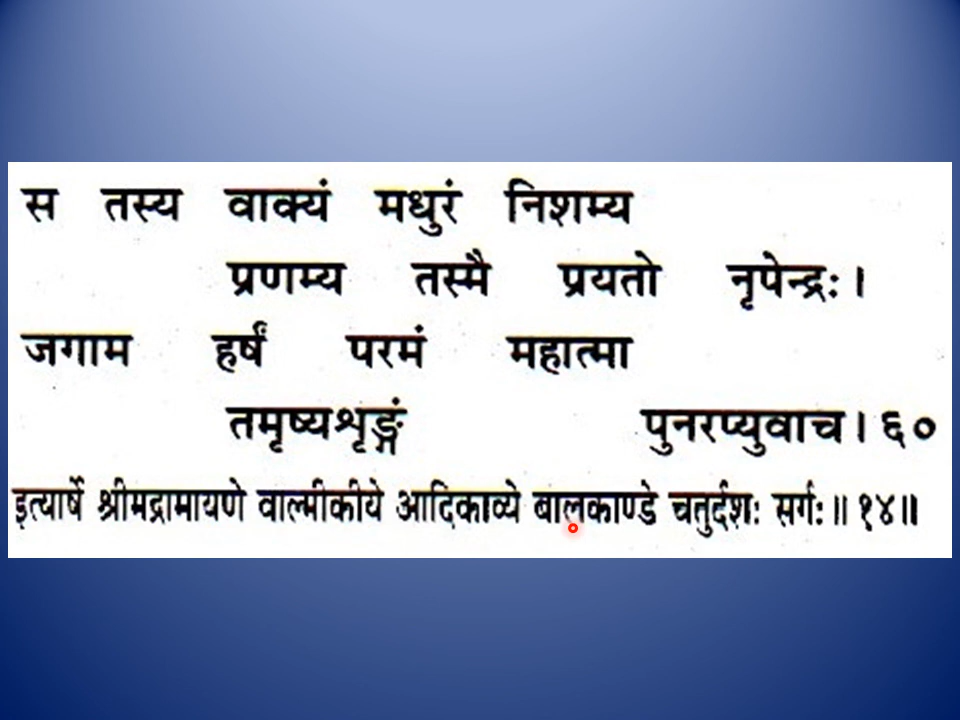 स तस्य वाक्यं मधुरं निशम्य
प्रणम्य तस्मै प्रयतो नृपेन्द्रः ।
जगाम हर्षं परमं महात्मा
तमृष्यशृङ्गं पुनरप्युवाच । ६०
इत्यार्षे श्रीमद्रामायणे वाल्मीकीये आदिकाव्ये बालकाण्डे चतुर्दशः सर्गः ॥ १४ ॥